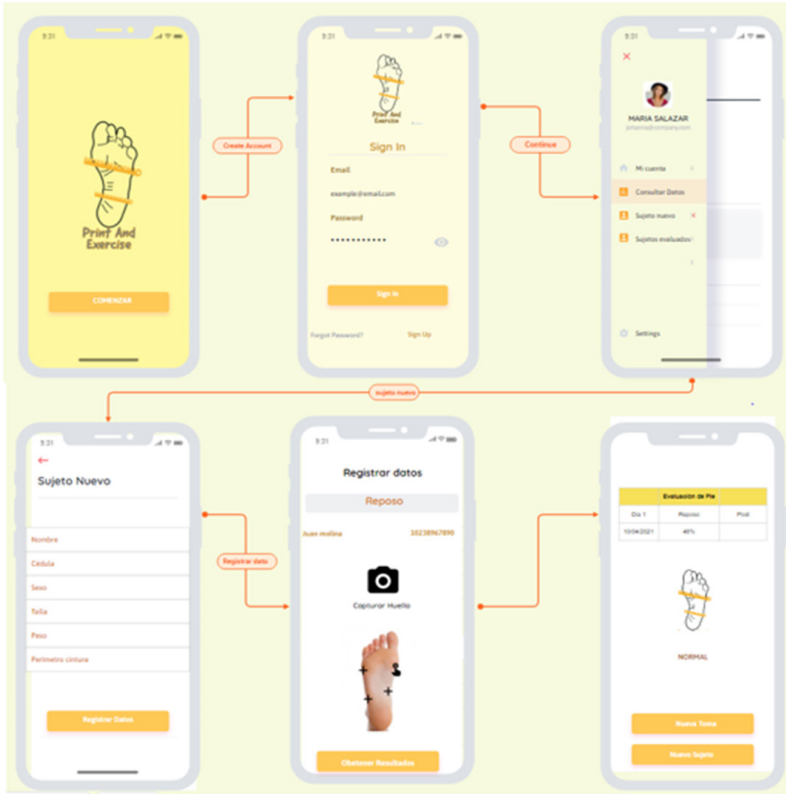 9:31
Print And
Exercise
COMENZAR
Create Account
9:31
Print And
Exercise
Sign In
Email
example@email.com
Password
Sign In
Forgot Password?
Sign Up
Continue
9:31
MARIA SALAZAR
Mi cuenta
Consultar Datos
Sujeto nuevo
Sujetos evaluados
Settings
sujeto nuevo
9:31
Sujeto Nuevo
Nombre
Cédula
Sexo
Talla
Peso
Perimetro cintura
Registrar Datos
Registrar dato
9:31
Registrar datos
Reposo
Juan molina 10238967890
Capturar Huella
Obetener Resultados
Evaluación de Pie
Dia 1 Reposo Post
10/04/2021 48%
NORMAL
Nueva Toma
Nuevo Sujeto